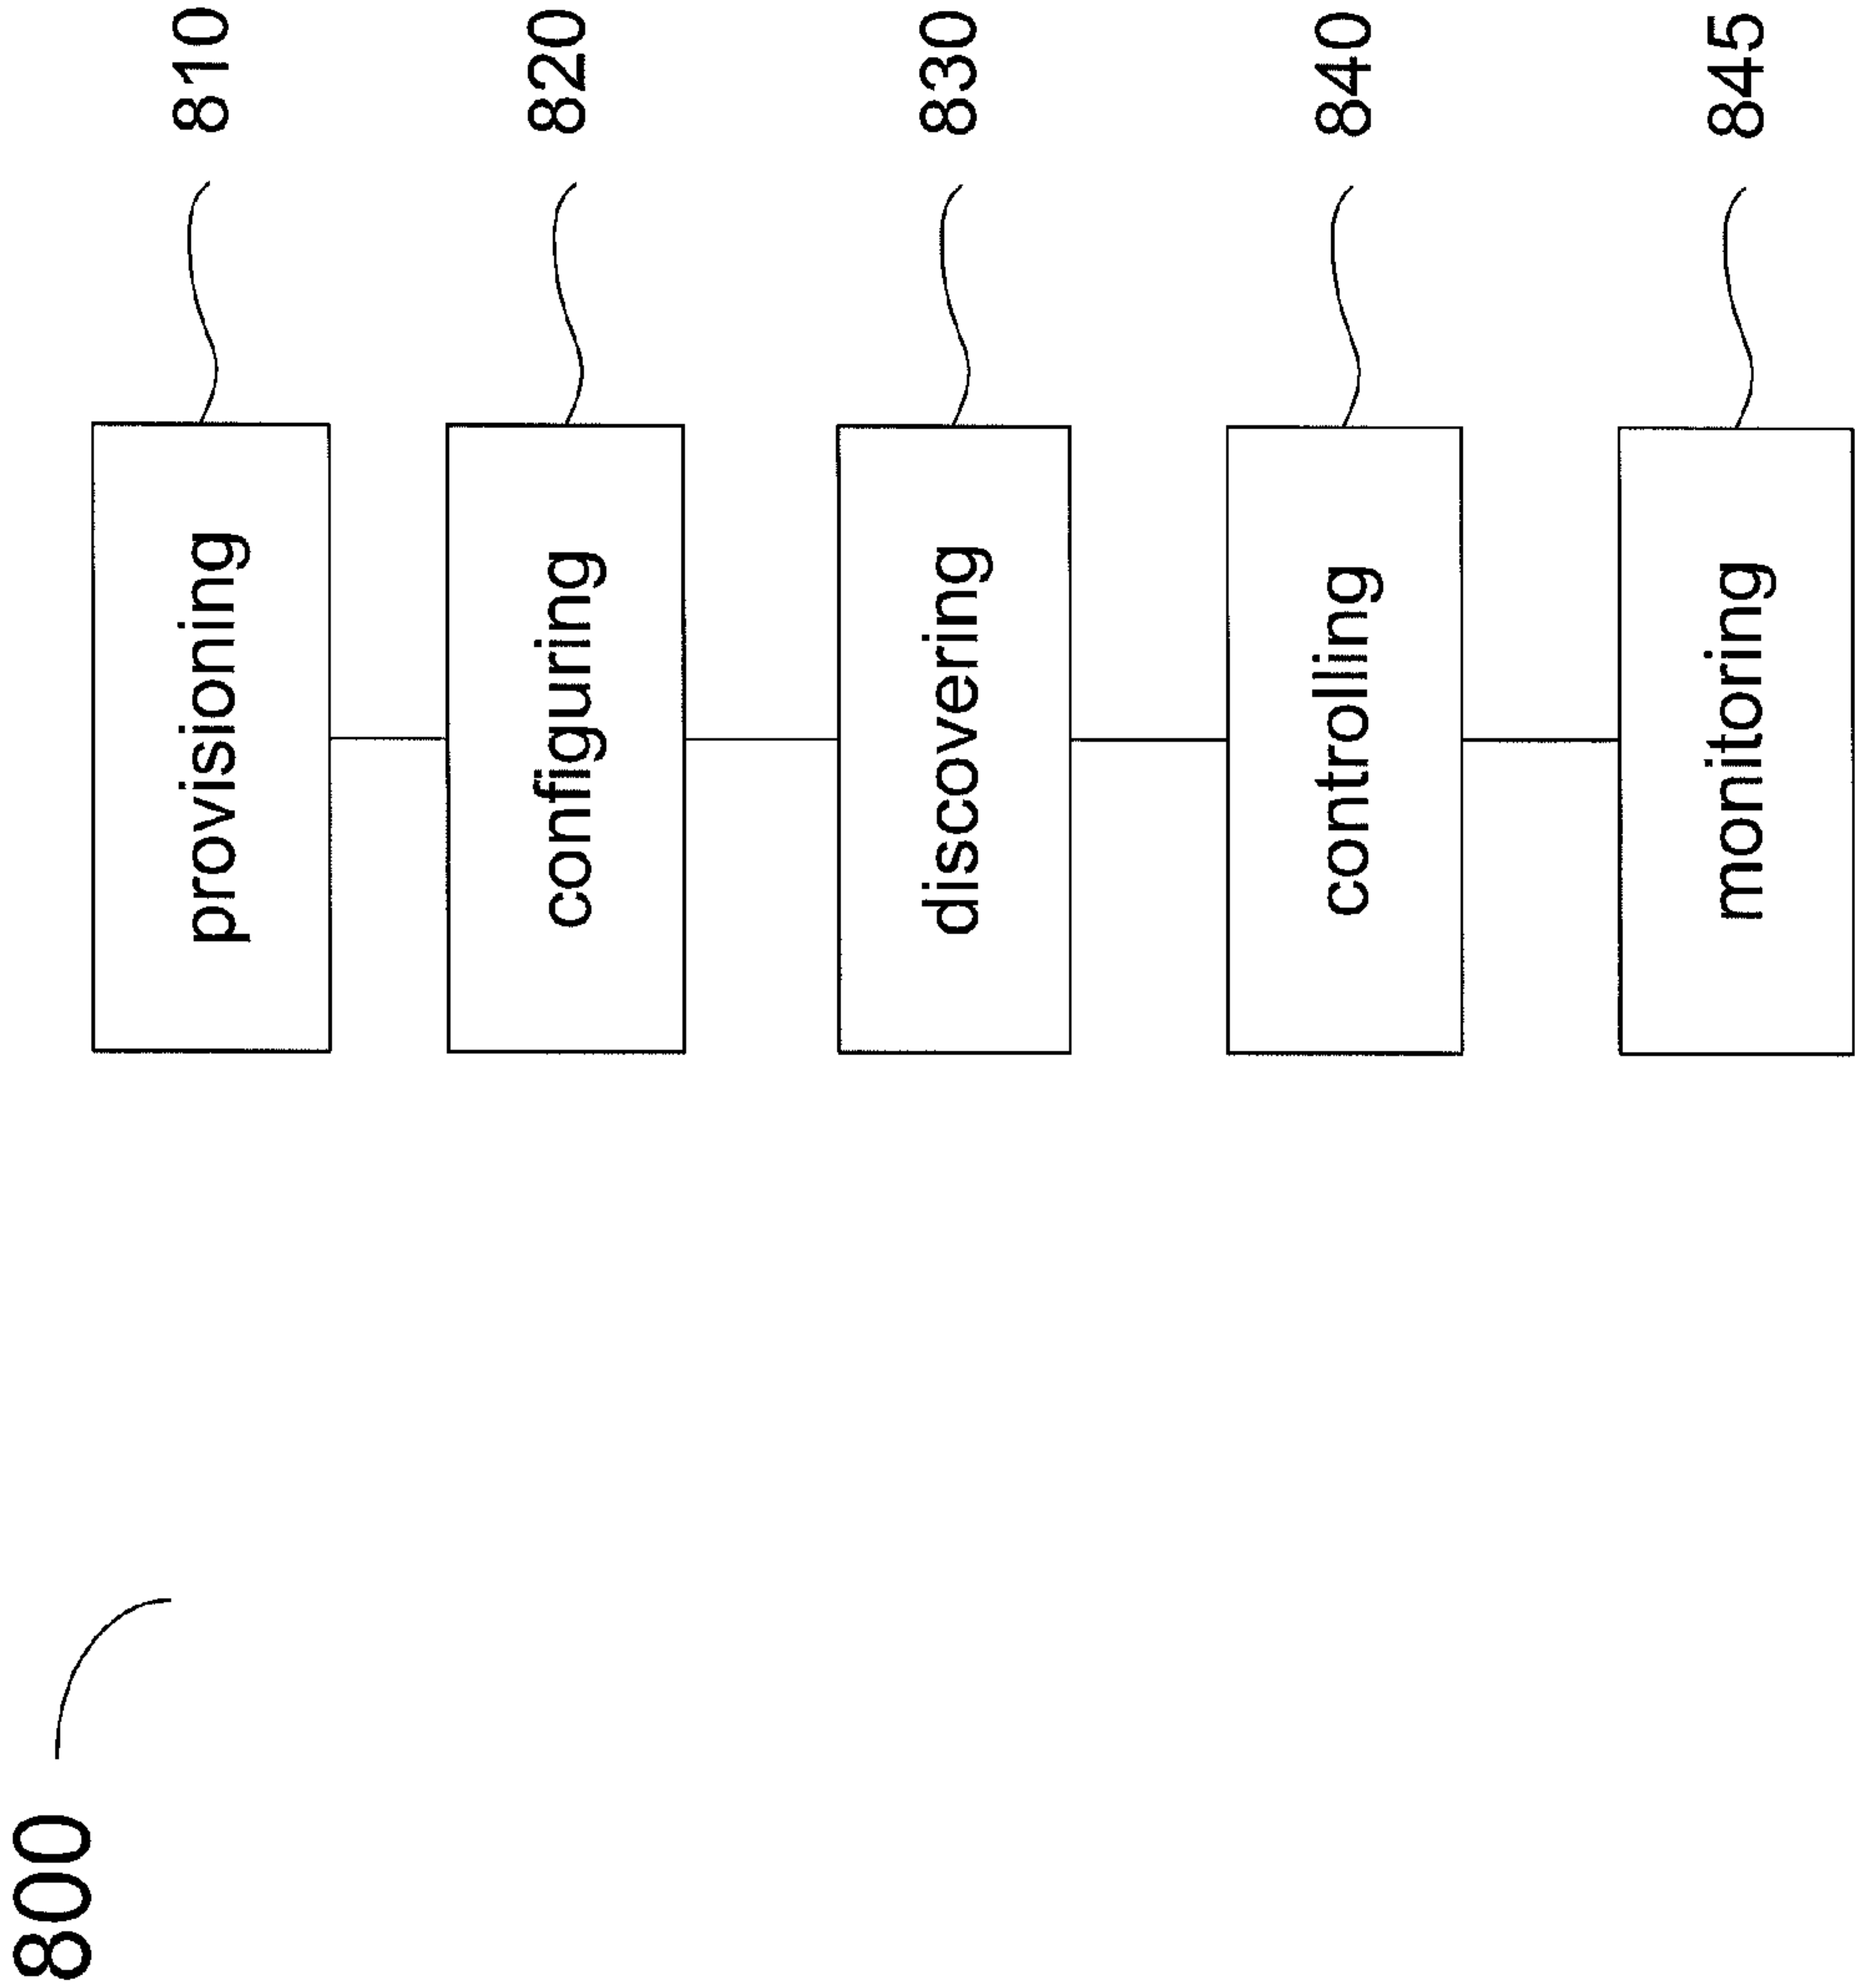 800
provisioning
810
configuring
820
discovering
830
controlling
840
monitoring
845